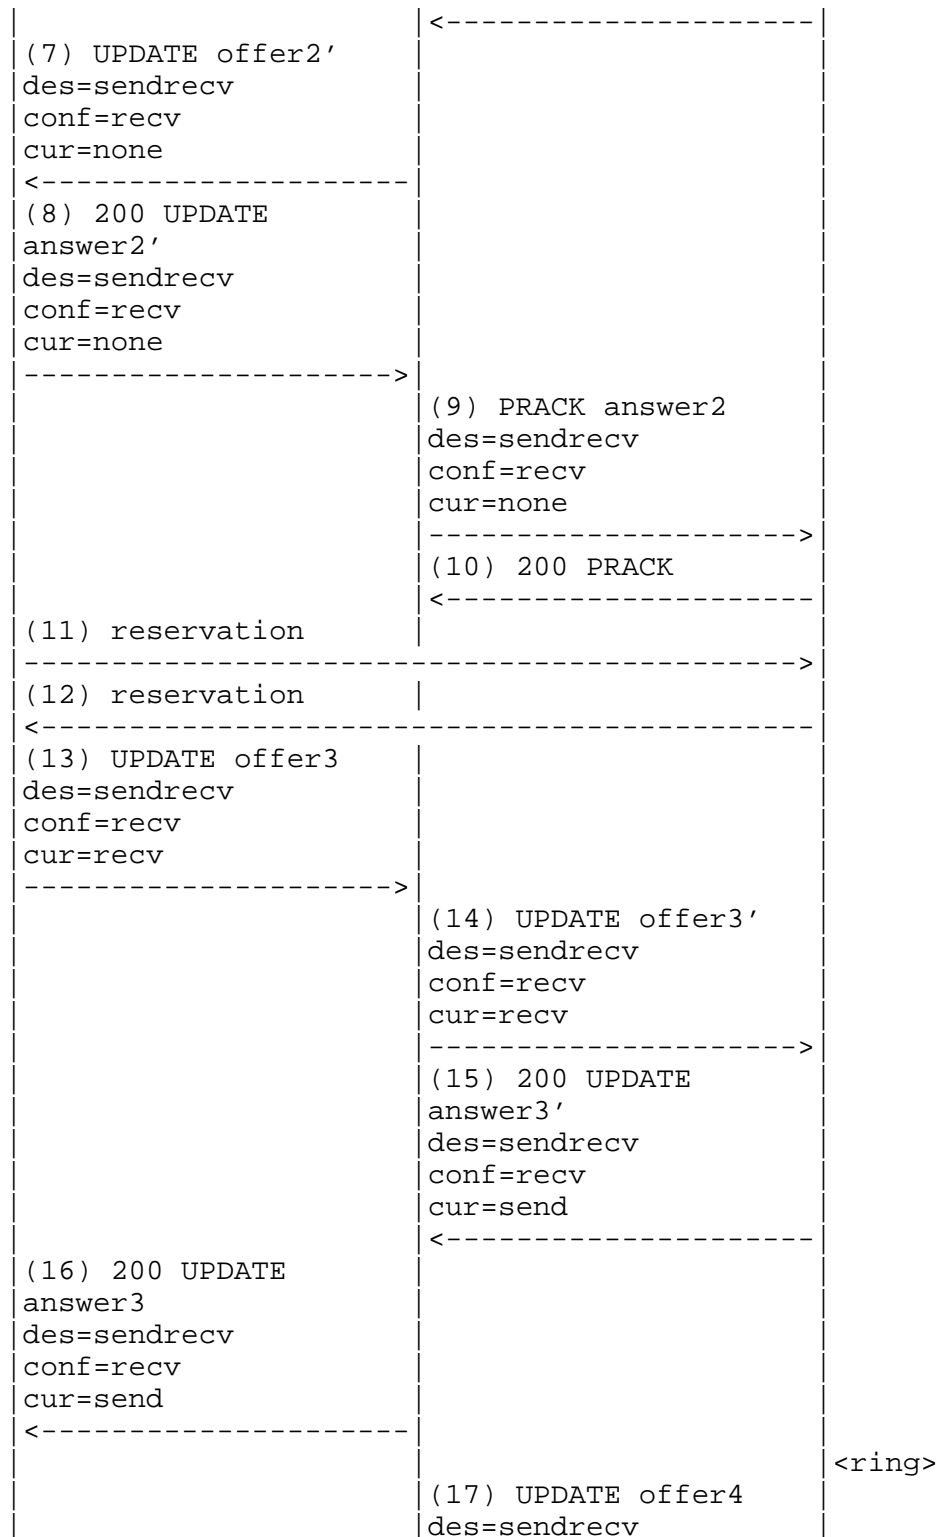 |                      |<---------------------|
|(7) UPDATE offer2'    |                      |
|des=sendrecv          |                      |
|conf=recv             |                      |
|cur=none              |                      |
|<---------------------|                      |
|(8) 200 UPDATE        |                      |
|answer2'              |                      |
|des=sendrecv          |                      |
|conf=recv             |                      |
|cur=none              |                      |
|--------------------->|                      |
|                      |(9) PRACK answer2     |
|                      |des=sendrecv          |
|                      |conf=recv             |
|                      |cur=none              |
|                      |--------------------->|
|                      |(10) 200 PRACK        |
|                      |<---------------------|
|(11) reservation      |                      |
|-------------------------------------------->|
|(12) reservation      |                      |
|<--------------------------------------------|
|(13) UPDATE offer3    |                      |
|des=sendrecv          |                      |
|conf=recv             |                      |
|cur=recv              |                      |
|--------------------->|                      |
|                      |(14) UPDATE offer3'   |
|                      |des=sendrecv          |
|                      |conf=recv             |
|                      |cur=recv              |
|                      |--------------------->|
|                      |(15) 200 UPDATE       |
|                      |answer3'              |
|                      |des=sendrecv          |
|                      |conf=recv             |
|                      |cur=send              |
|                      |<---------------------|
|(16) 200 UPDATE       |                      |
|answer3               |                      |
|des=sendrecv          |                      |
|conf=recv             |                      |
|cur=send              |                      |
|<---------------------|                      |
|                      |                      |<ring>
|                      |(17) UPDATE offer4    |
|                      |des=sendrecv          |